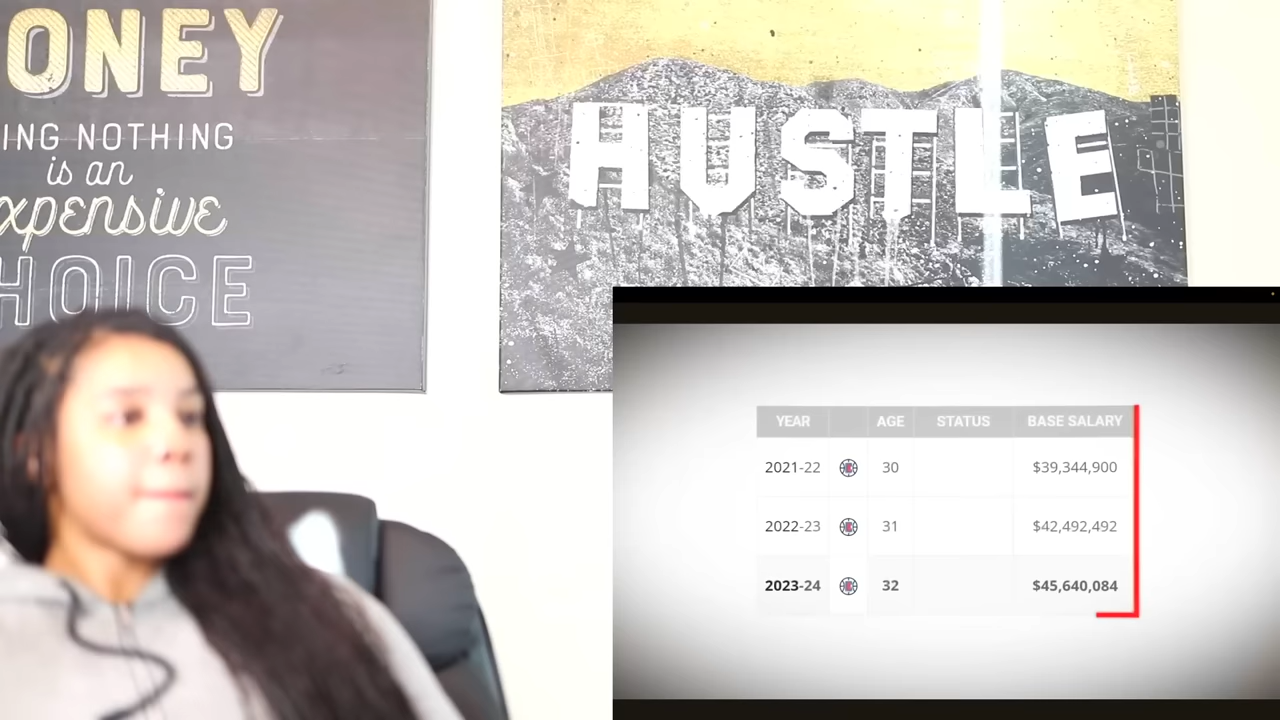 ONEY
ING NOTHING
is an
xpensive
HOICE
HUSTLE
YEAR AGE STATUS BASE SALARY
2021-22 30 $39,344,900
2022-23 31 $42,492,492
2023-24 32 $45,640,084